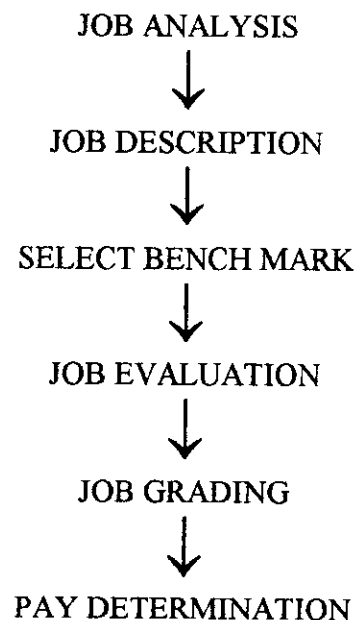 JOB ANALYSIS
JOB DESCRIPTION
SELECT BENCH MARK
JOB EVALUATION
JOB GRADING
PAY DETERMINATION